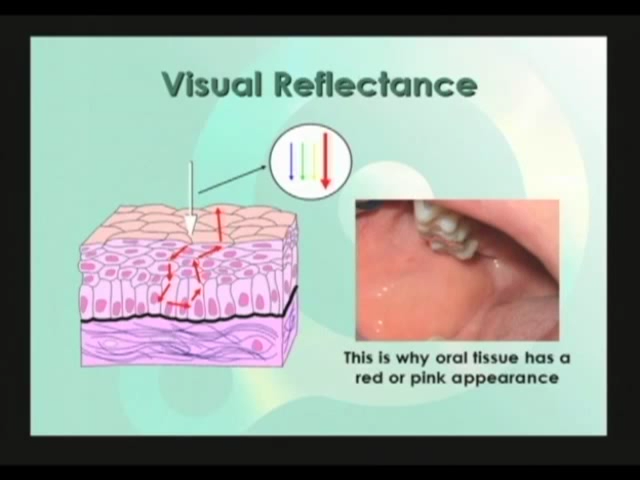 Visual Reflectance
This is why oral tissue has a
red or pink appearance